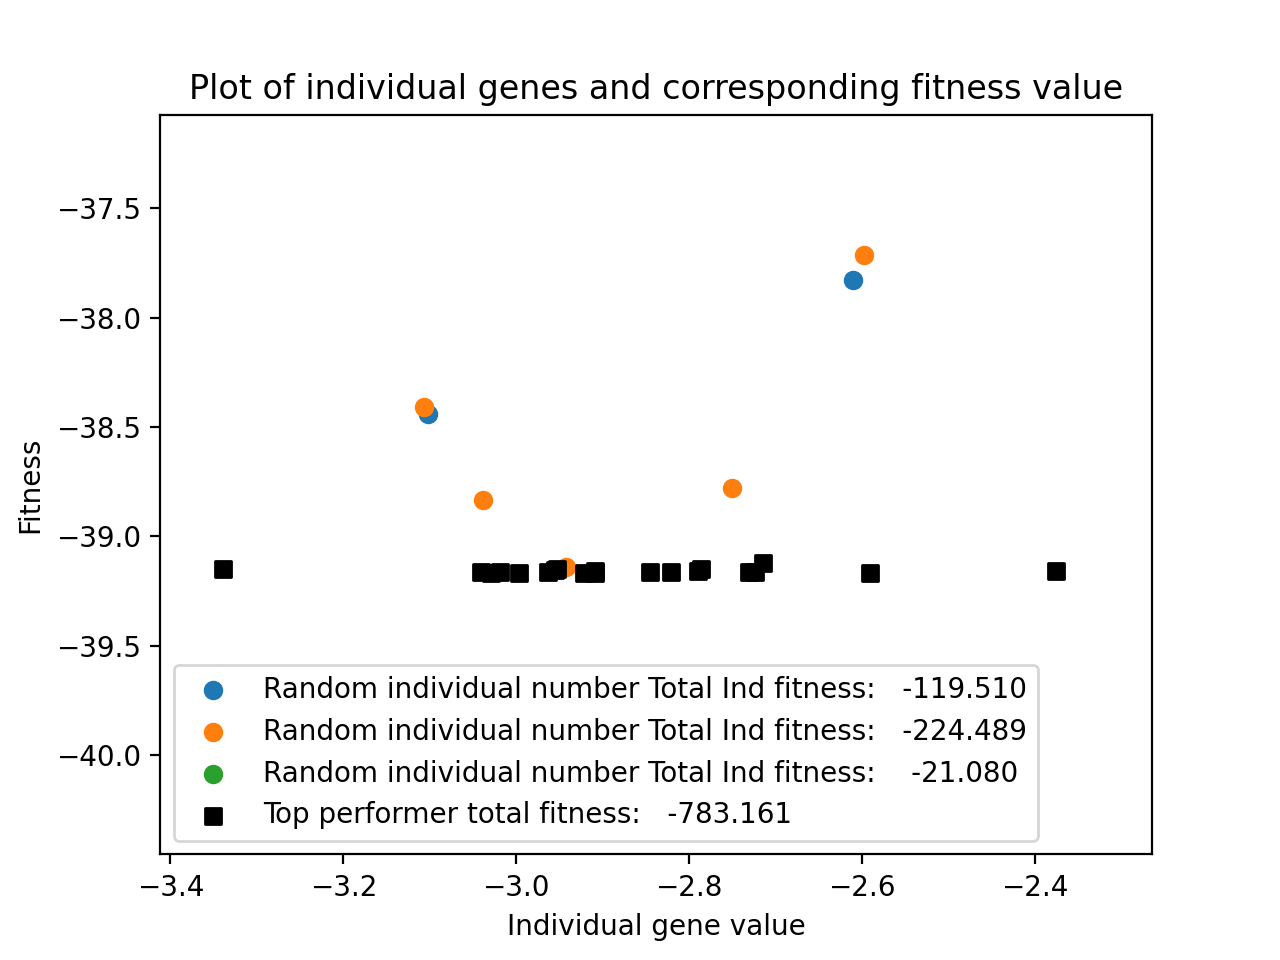 Plot of individual genes and corresponding fitness value
−37.5
−38.0
−38.5
−39.0
−39.5
−40.0
Fitness
Random individual number Total Ind fitness:   -119.510
Random individual number Total Ind fitness:   -224.489
Random individual number Total Ind fitness:    -21.080
Top performer total fitness:   -783.161
−3.4 −3.2 −3.0 −2.8 −2.6 −2.4
Individual gene value